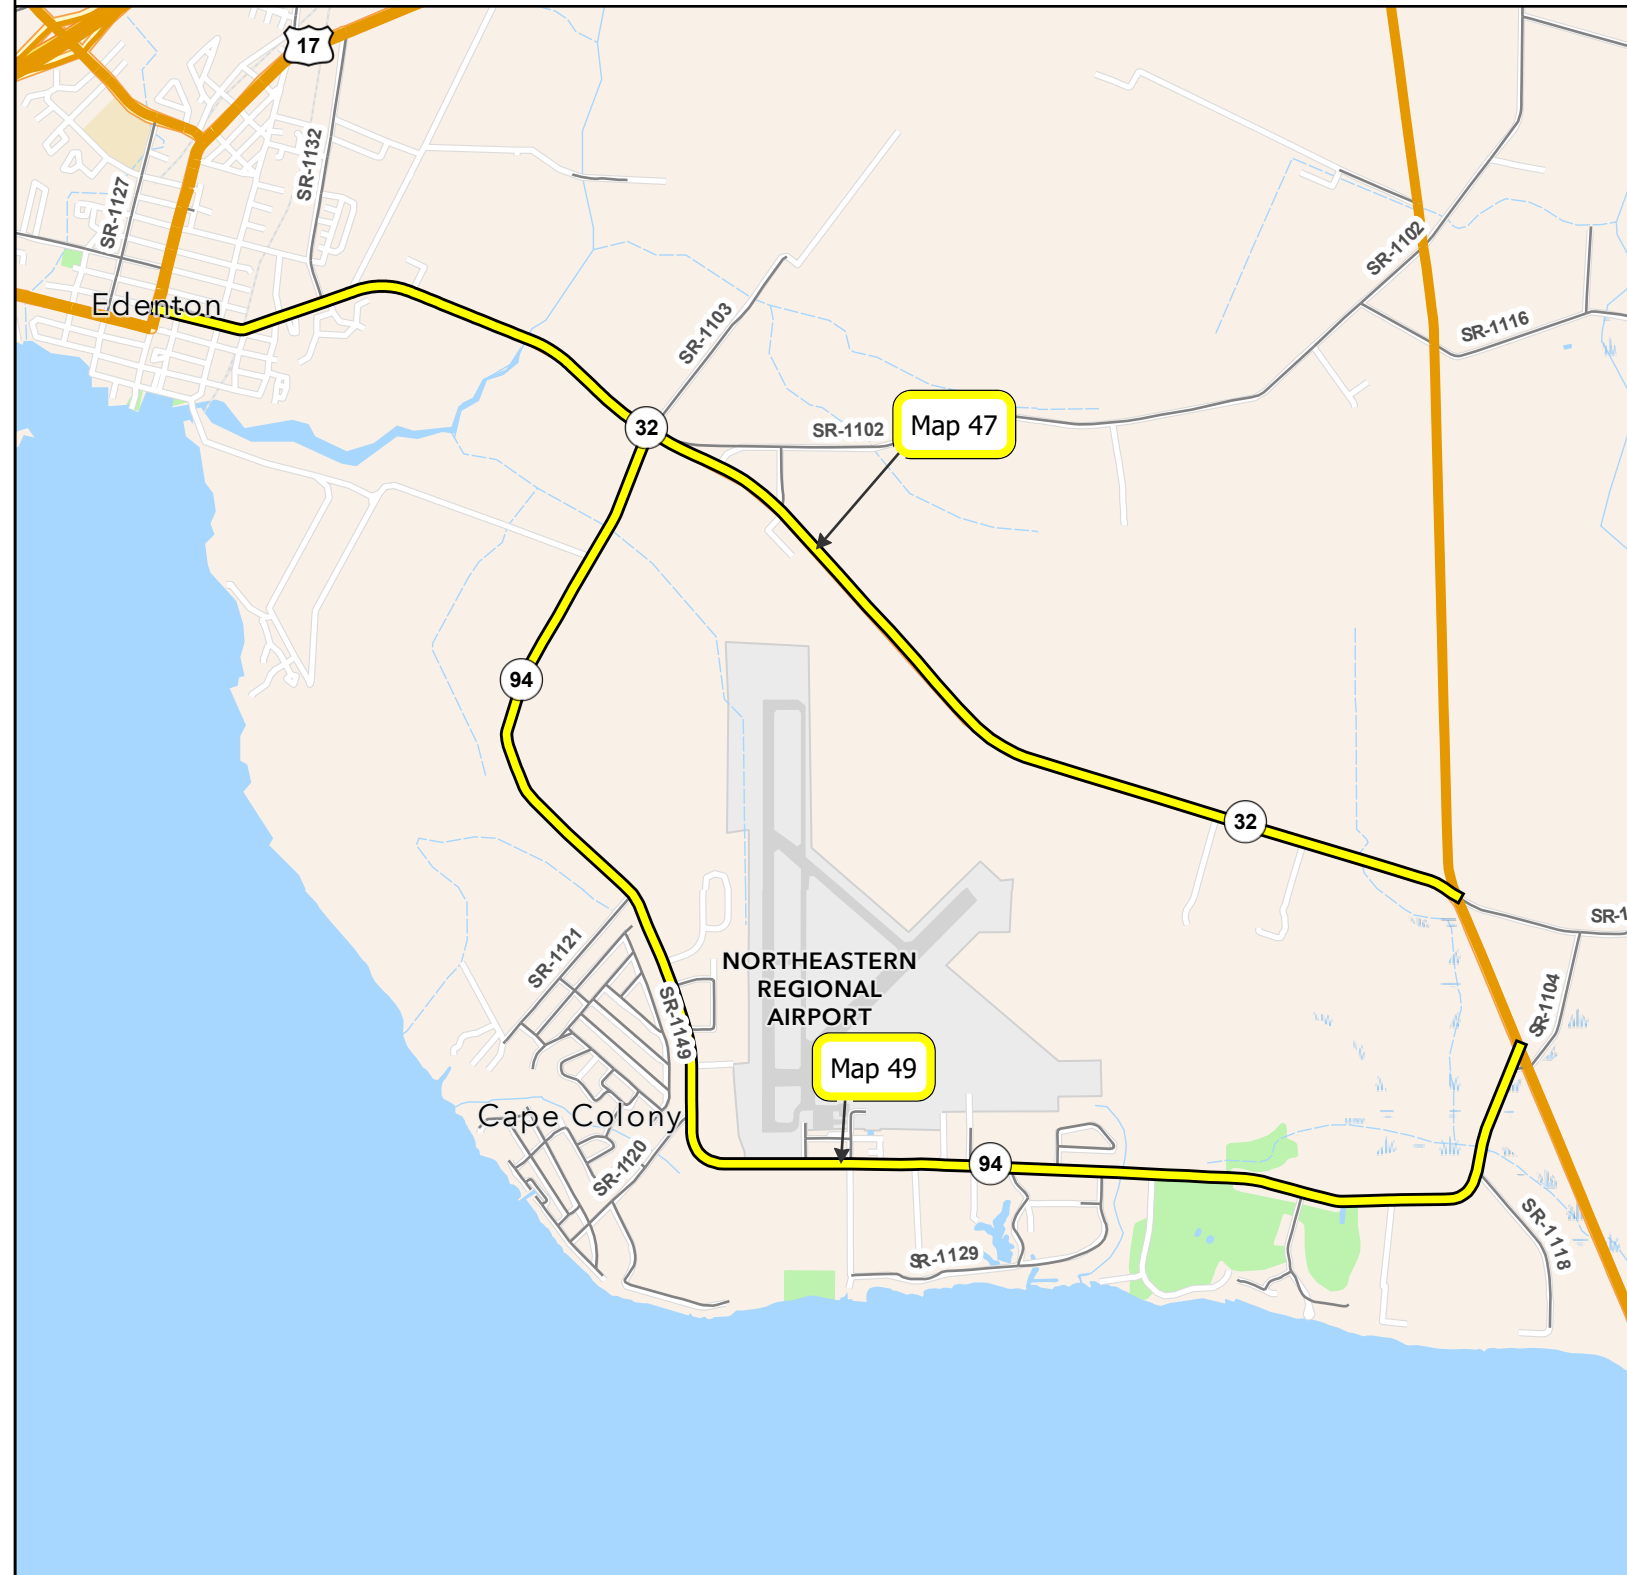 17
SR-1132
SR-1127
Edenton
SR-1103
SR-1102
SR-1116
SR-1102
Map 47
32
94
32
SR-1
SR-1121
NORTHEASTERN
REGIONAL
AIRPORT
SR-1104
SR-1149
Map 49
Cape Colony
SR-1120
94
SR-1118
SR-1129